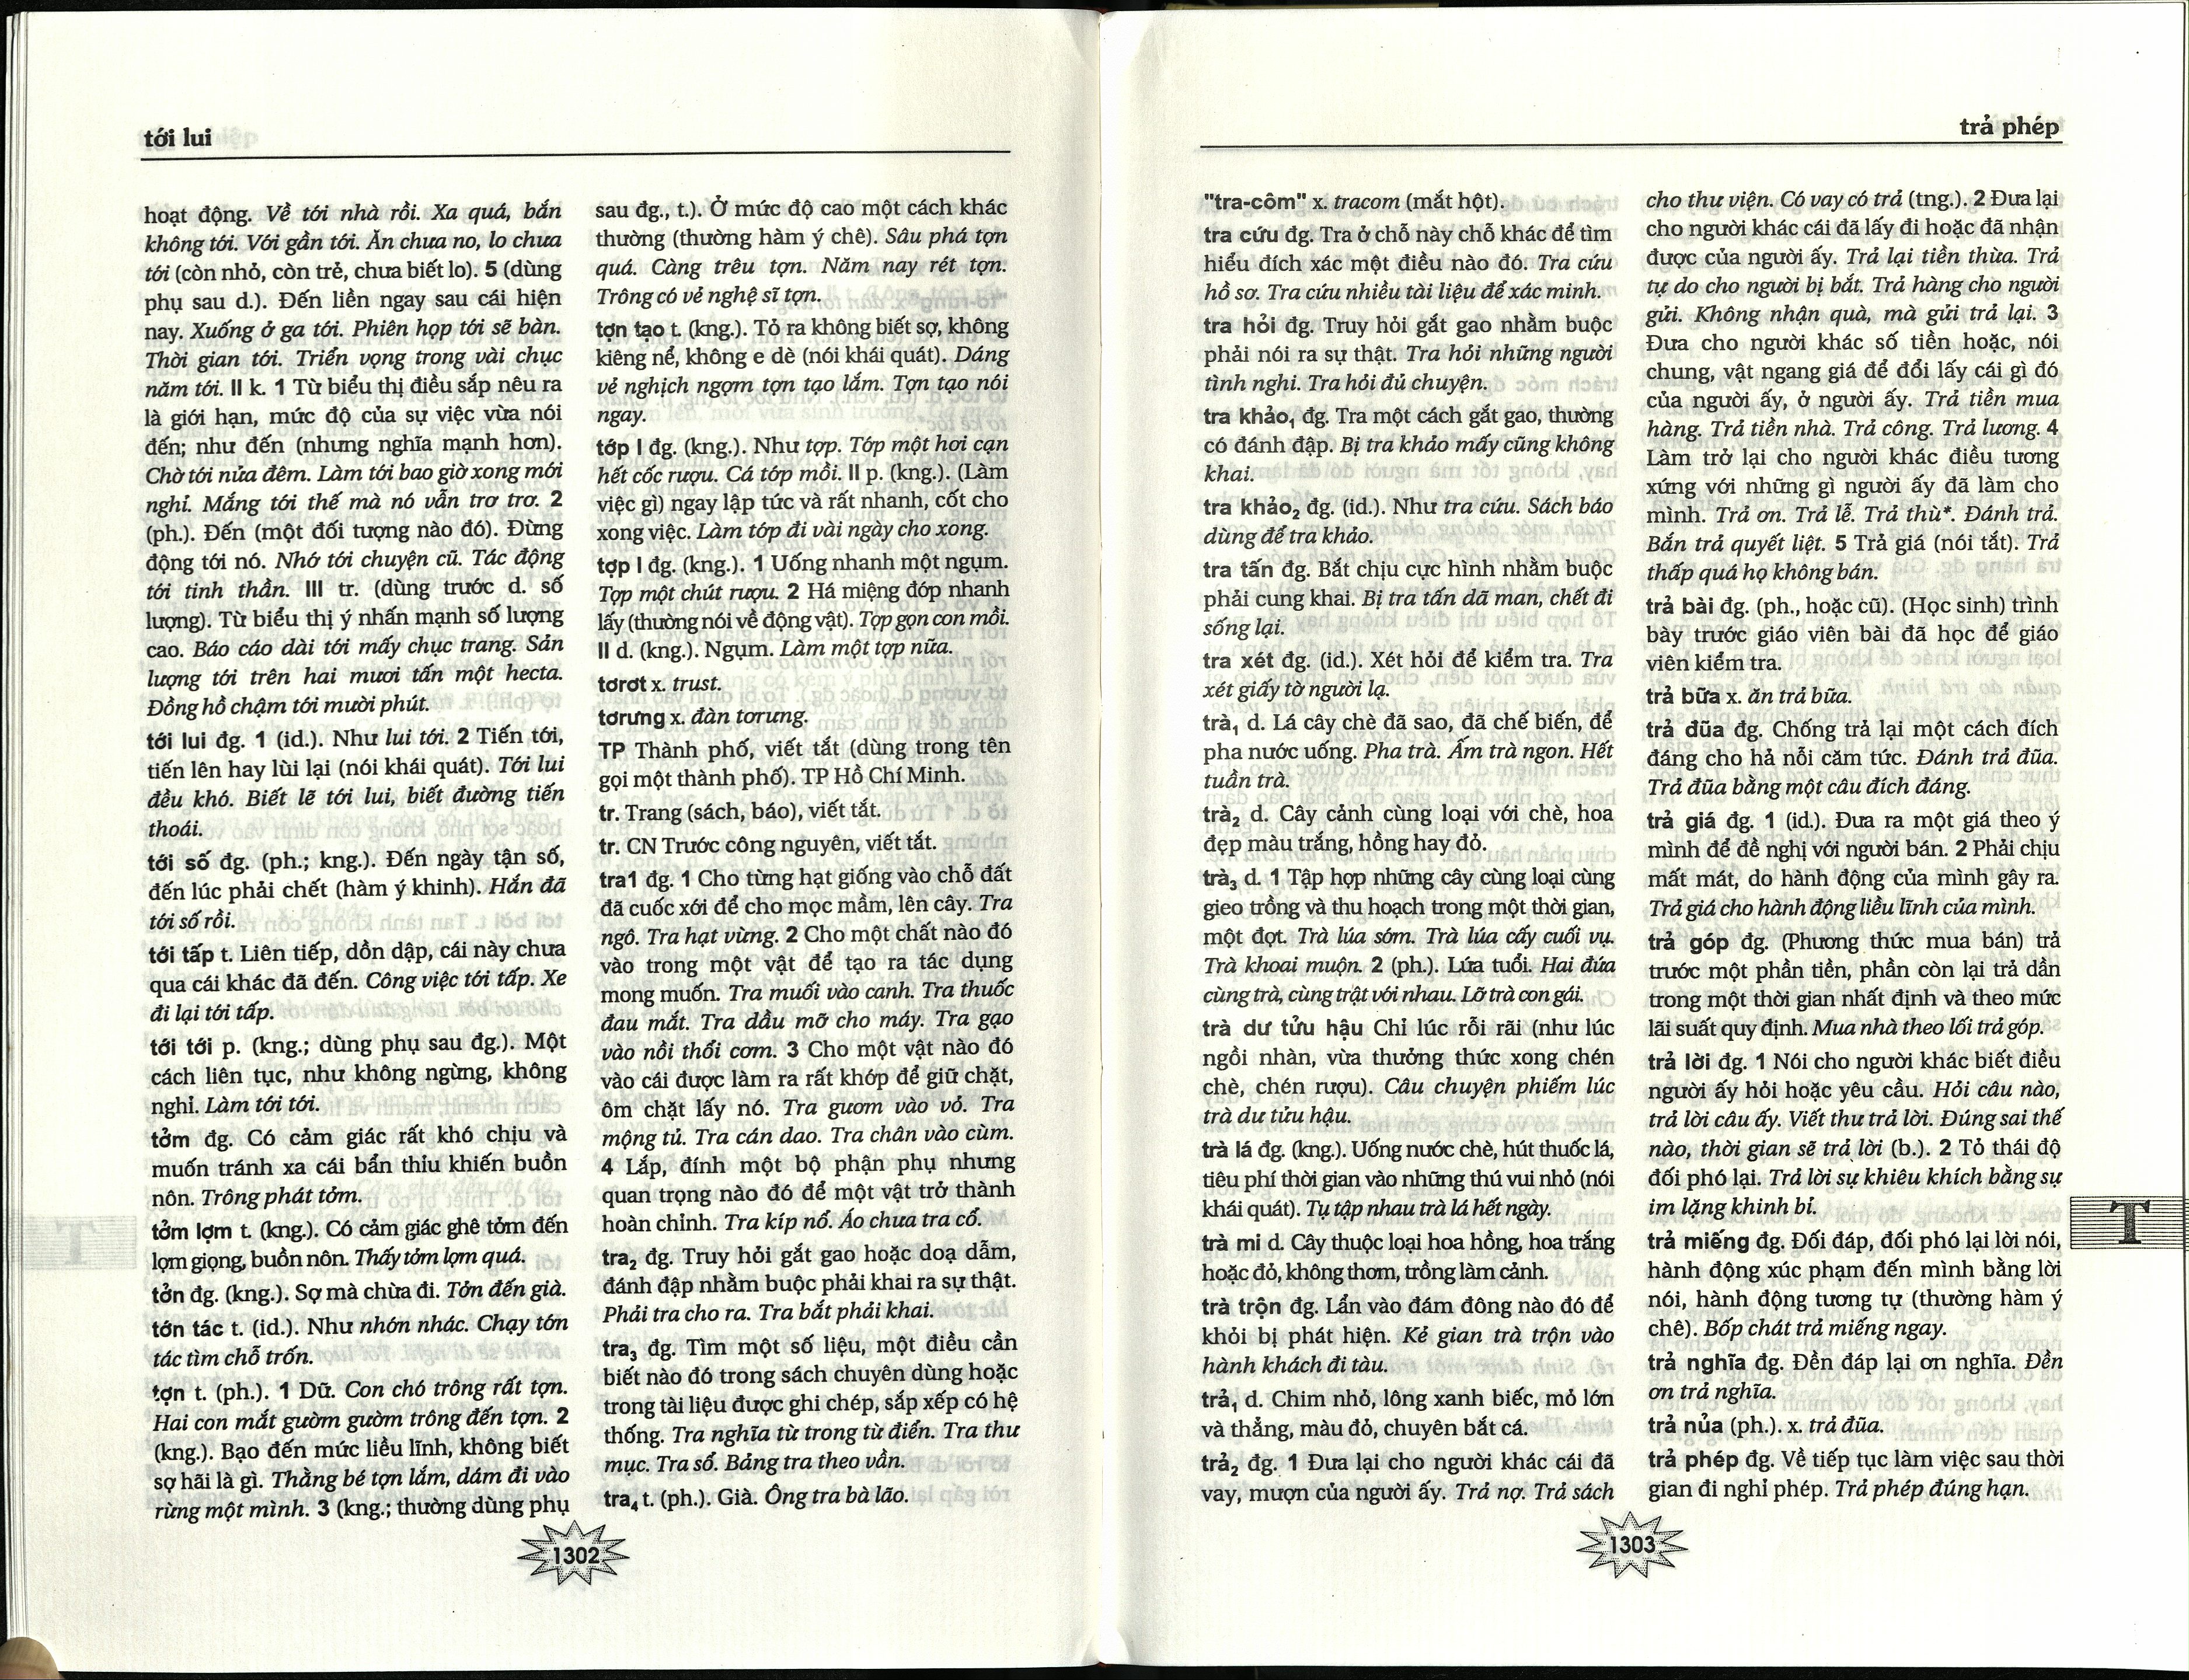 tới lui
hoạt động. Về tới nhà rồi. Xa quá, bắn
không tới. Với gần tới. Ăn chưa no, lo chưa
tới (còn nhỏ, còn trẻ, chưa biết lo). 5 (dùng
phụ sau d.). Đến liền ngay sau cái hiện
nay. Xuống ở ga tới. Phiên họp tới sẽ bàn.
Thời gian tới. Triển vọng trong vài chục
năm tới. II k. 1 Từ biểu thị điều sắp nêu ra
là giới hạn, mức độ của sự việc vừa nói
đến; như đến (nhưng nghĩa mạnh hơn).
Chờ tới nửa đêm. Làm tới bao giờ xong mới
nghỉ. Mắng tới thế mà nó vẫn trơ trơ. 2
(ph.). Đến (một đối tượng nào đó). Đừng
động tới nó. Nhớ tới chuyện cũ. Tác động
tới tinh thần. III tr. (dùng trước d. số
lượng). Từ biểu thị ý nhấn mạnh số lượng
cao. Báo cáo dài tới mấy chục trang. Sản
lượng tới trên hai mươi tấn một hecta.
Đồng hồ chậm tới mười phút.
tới lui đg. 1 (id.). Như lui tới. 2 Tiến tới,
tiến lên hay lùi lại (nói khái quát). Tới lui
đều khó. Biết lẽ tới lui, biết đường tiến
thoái.
tới số đg. (ph.; kng.). Đến ngày tận số,
đến lúc phải chết (hàm ý khinh). Hắn đã
tới số rồi.
tới tấp t. Liên tiếp, dồn dập, cái này chưa
qua cái khác đã đến. Công việc tới tấp. Xe
đi lại tới tấp.
tới tới p. (kng.; dùng phụ sau đg.). Một
cách liên tục, như không ngừng, không
nghỉ. Làm tới tới.
tởm đg. Có cảm giác rất khó chịu và
muốn tránh xa cái bẩn thỉu khiến buồn
nôn. Trông phát tởm.
tởm lợm t. (kng.). Có cảm giác ghê tởm đến
lợm giọng, buồn nôn. Thấy tởm lợm quá.
tởn đg. (kng.). Sợ mà chừa đi. Tởn đến già.
tớn tác t. (id.). Như nhớn nhác. Chạy tớn
tác tìm chỗ trốn.
tợn t. (ph.). 1 Dữ. Con chó trông rất tợn.
Hai con mắt gườm gườm trông đến tợn. 2
(kng.). Bạo đến mức liều lĩnh, không biết
sợ hãi là gì. Thằng bé tợn lắm, dám đi vào
rừng một mình. 3 (kng.; thường dùng phụ
sau đg., t.). Ở mức độ cao một cách khác
thường (thường hàm ý chê). Sâu phá tợn
quá. Càng trêu tợn. Năm nay rét tợn.
Trông có vẻ nghệ sĩ tợn.
tợn tạo t. (kng.). Tỏ ra không biết sợ, không
kiêng nể, không e dè (nói khái quát). Dáng
vẻ nghịch ngợm tợn tạo lắm. Tợn tạo nói
ngay.
tớp I đg. (kng.). Như tợp. Tớp một hơi cạn
hết cốc rượu. Cá tớp mồi. II p. (kng.). (Làm
việc gì) ngay lập tức và rất nhanh, cốt cho
xong việc. Làm tớp đi vài ngày cho xong.
tợp I đg. (kng.). 1 Uống nhanh một ngụm.
Tợp một chút rượu. 2 Há miệng đớp nhanh
lấy (thường nói về động vật). Tợp gọn con mồi.
II d. (kng.). Ngụm. Làm một tợp nữa.
tơrơt x. trust.
tơrưng x. đàn tơrưng.
TP Thành phố, viết tắt (dùng trong tên
gọi một thành phố). TP Hồ Chí Minh.
tr. Trang (sách, báo), viết tắt.
tr. CN Trước công nguyên, viết tắt.
tra1 đg. 1 Cho từng hạt giống vào chỗ đất
đã cuốc xới để cho mọc mầm, lên cây. Tra
ngô. Tra hạt vừng. 2 Cho một chất nào đó
vào trong một vật để tạo ra tác dụng
mong muốn. Tra muối vào canh. Tra thuốc
đau mắt. Tra dầu mỡ cho máy. Tra gạo
vào nồi thổi cơm. 3 Cho một vật nào đó
vào cái được làm ra rất khớp để giữ chặt,
ôm chặt lấy nó. Tra gươm vào vỏ. Tra
mộng tủ. Tra cán dao. Tra chân vào cùm.
4 Lắp, đính một bộ phận phụ nhưng
quan trọng nào đó để một vật trở thành
hoàn chỉnh. Tra kíp nổ. Áo chưa tra cổ.
tra₂ đg. Truy hỏi gắt gao hoặc doạ dẫm,
đánh đập nhằm buộc phải khai ra sự thật.
Phải tra cho ra. Tra bắt phải khai.
tra₃ đg. Tìm một số liệu, một điều cần
biết nào đó trong sách chuyên dùng hoặc
trong tài liệu được ghi chép, sắp xếp có hệ
thống. Tra nghĩa từ trong từ điển. Tra thư
mục. Tra sổ. Bảng tra theo vần.
tra₄ t. (ph.). Già. Ông tra bà lão.
1302
trả phép
"tra-côm" x. tracom (mắt hột).
tra cứu đg. Tra ở chỗ này chỗ khác để tìm
hiểu đích xác một điều nào đó. Tra cứu
hồ sơ. Tra cứu nhiều tài liệu để xác minh.
tra hỏi đg. Truy hỏi gắt gao nhằm buộc
phải nói ra sự thật. Tra hỏi những người
tình nghi. Tra hỏi đủ chuyện.
tra khảo₁ đg. Tra một cách gắt gao, thường
có đánh đập. Bị tra khảo mấy cũng không
khai.
tra khảo₂ đg. (id.). Như tra cứu. Sách báo
dùng để tra khảo.
tra tấn đg. Bắt chịu cực hình nhằm buộc
phải cung khai. Bị tra tấn dã man, chết đi
sống lại.
tra xét đg. (id.). Xét hỏi để kiểm tra. Tra
xét giấy tờ người lạ.
trà₁ d. Lá cây chè đã sao, đã chế biến, để
pha nước uống. Pha trà. Ấm trà ngon. Hết
tuần trà.
trà₂ d. Cây cảnh cùng loại với chè, hoa
đẹp màu trắng, hồng hay đỏ.
trà₃ d. 1 Tập hợp những cây cùng loại cùng
gieo trồng và thu hoạch trong một thời gian,
một đợt. Trà lúa sớm. Trà lúa cấy cuối vụ.
Trà khoai muộn. 2 (ph.). Lứa tuổi. Hai đứa
cùng trà, cùng trật với nhau. Lỡ trà con gái.
trà dư tửu hậu Chỉ lúc rỗi rãi (như lúc
ngồi nhàn, vừa thưởng thức xong chén
chè, chén rượu). Câu chuyện phiếm lúc
trà dư tửu hậu.
trà lá đg. (kng.). Uống nước chè, hút thuốc lá,
tiêu phí thời gian vào những thú vui nhỏ (nói
khái quát). Tụ tập nhau trà lá hết ngày.
trà mi d. Cây thuộc loại hoa hồng, hoa trắng
hoặc đỏ, không thơm, trồng làm cảnh.
trà trộn đg. Lẩn vào đám đông nào đó để
khỏi bị phát hiện. Kẻ gian trà trộn vào
hành khách đi tàu.
trả₁ d. Chim nhỏ, lông xanh biếc, mỏ lớn
và thẳng, màu đỏ, chuyên bắt cá.
trả₂ đg. 1 Đưa lại cho người khác cái đã
vay, mượn của người ấy. Trả nợ. Trả sách
cho thư viện. Có vay có trả (tng.). 2 Đưa lại
cho người khác cái đã lấy đi hoặc đã nhận
được của người ấy. Trả lại tiền thừa. Trả
tự do cho người bị bắt. Trả hàng cho người
gửi. Không nhận quà, mà gửi trả lại. 3
Đưa cho người khác số tiền hoặc, nói
chung, vật ngang giá để đổi lấy cái gì đó
của người ấy, ở người ấy. Trả tiền mua
hàng. Trả tiền nhà. Trả công. Trả lương. 4
Làm trở lại cho người khác điều tương
xứng với những gì người ấy đã làm cho
mình. Trả ơn. Trả lễ. Trả thù*. Đánh trả.
Bắn trả quyết liệt. 5 Trả giá (nói tắt). Trả
thấp quá họ không bán.
trả bài đg. (ph., hoặc cũ). (Học sinh) trình
bày trước giáo viên bài đã học để giáo
viên kiểm tra.
trả bữa x. ăn trả bữa.
trả đũa đg. Chống trả lại một cách đích
đáng cho hả nỗi căm tức. Đánh trả đũa.
Trả đũa bằng một câu đích đáng.
trả giá đg. 1 (id.). Đưa ra một giá theo ý
mình để đề nghị với người bán. 2 Phải chịu
mất mát, do hành động của mình gây ra.
Trả giá cho hành động liều lĩnh của mình.
trả góp đg. (Phương thức mua bán) trả
trước một phần tiền, phần còn lại trả dần
trong một thời gian nhất định và theo mức
lãi suất quy định. Mua nhà theo lối trả góp.
trả lời đg. 1 Nói cho người khác biết điều
người ấy hỏi hoặc yêu cầu. Hỏi câu nào,
trả lời câu ấy. Viết thư trả lời. Đúng sai thế
nào, thời gian sẽ trả lời (b.). 2 Tỏ thái độ
đối phó lại. Trả lời sự khiêu khích bằng sự
im lặng khinh bỉ.
trả miếng đg. Đối đáp, đối phó lại lời nói,
hành động xúc phạm đến mình bằng lời
nói, hành động tương tự (thường hàm ý
chê). Bốp chát trả miếng ngay.
trả nghĩa đg. Đền đáp lại ơn nghĩa. Đền
ơn trả nghĩa.
trả nủa (ph.). x. trả đũa.
trả phép đg. Về tiếp tục làm việc sau thời
gian đi nghỉ phép. Trả phép đúng hạn.
T
1303